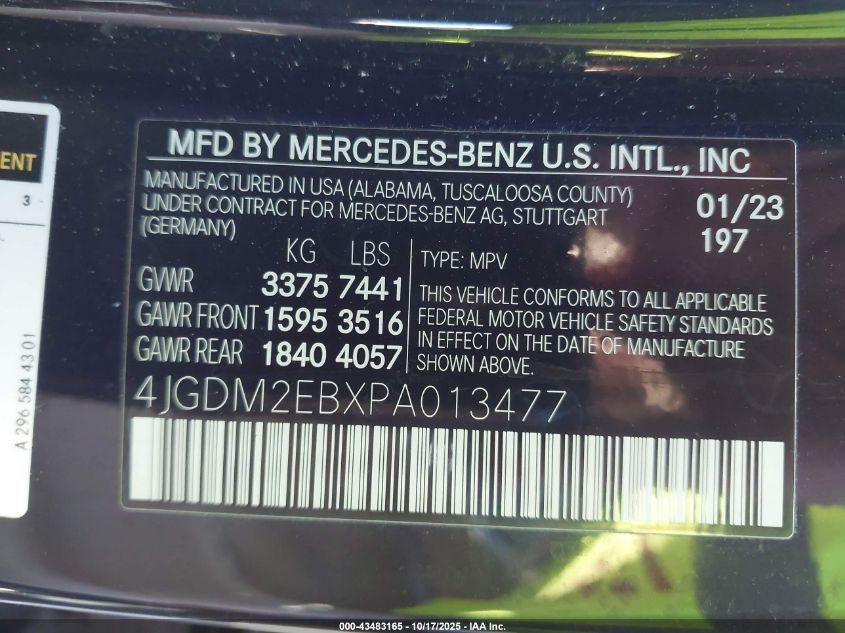 ENT
3
A 296 584 43 01
MFD BY MERCEDES-BENZ U.S. INTL., INC
MANUFACTURED IN USA (ALABAMA, TUSCALOOSA COUNTY)
UNDER CONTRACT FOR MERCEDES-BENZ AG, STUTTGART
(GERMANY)
01/23
197
KG LBS
GVWR 3375 7441
GAWR FRONT 1595 3516
GAWR REAR 1840 4057
TYPE: MPV
THIS VEHICLE CONFORMS TO ALL APPLICABLE
FEDERAL MOTOR VEHICLE SAFETY STANDARDS
IN EFFECT ON THE DATE OF MANUFACTURE
SHOWN ABOVE.
4JGDM2EBXPA013477
000-43483165 - 10/17/2025 - IAA Inc.